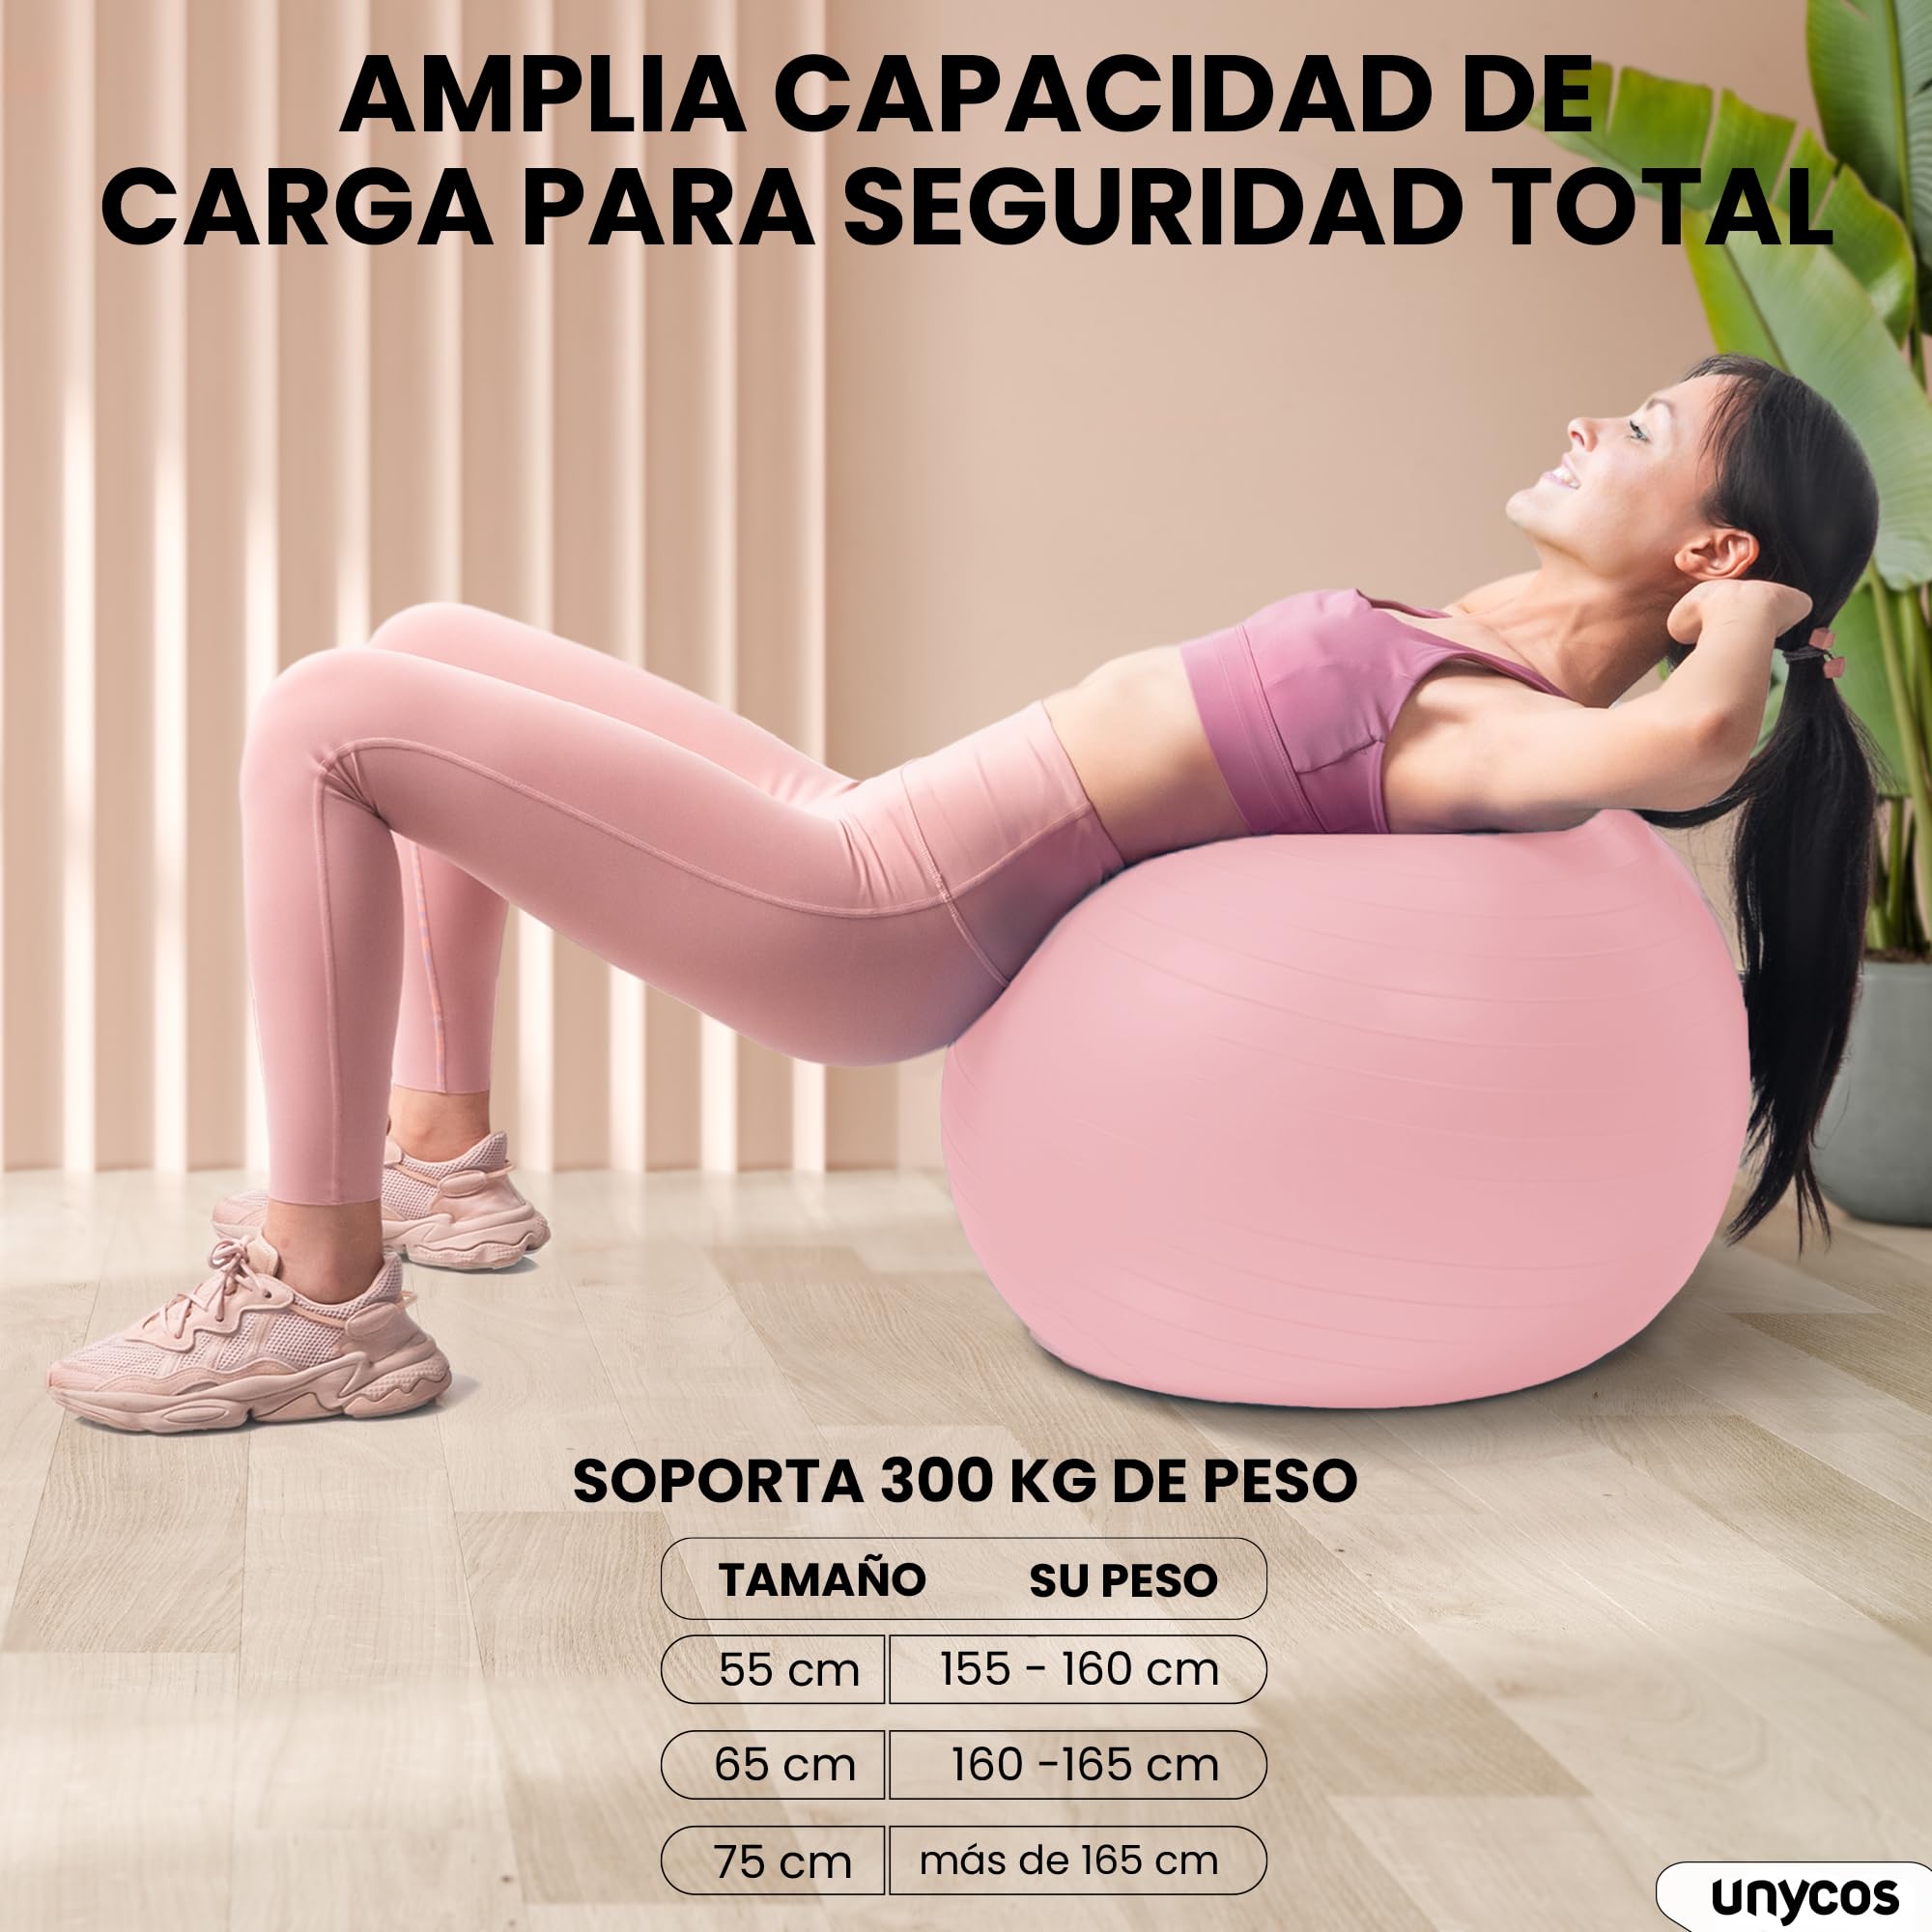 AMPLIA CAPACIDAD DE
CARGA PARA SEGURIDAD TOTAL
SOPORTA 300 KG DE PESO
TAMAÑO SU PESO
55 cm 155 - 160 cm
65 cm 160 -165 cm
75 cm más de 165 cm
unycos